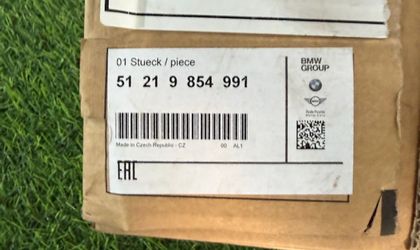 01 Stueck / piece
51 21 9 854 991
Made in Czech Republic - CZ 00 AL1
EAC
BMW
GROUP